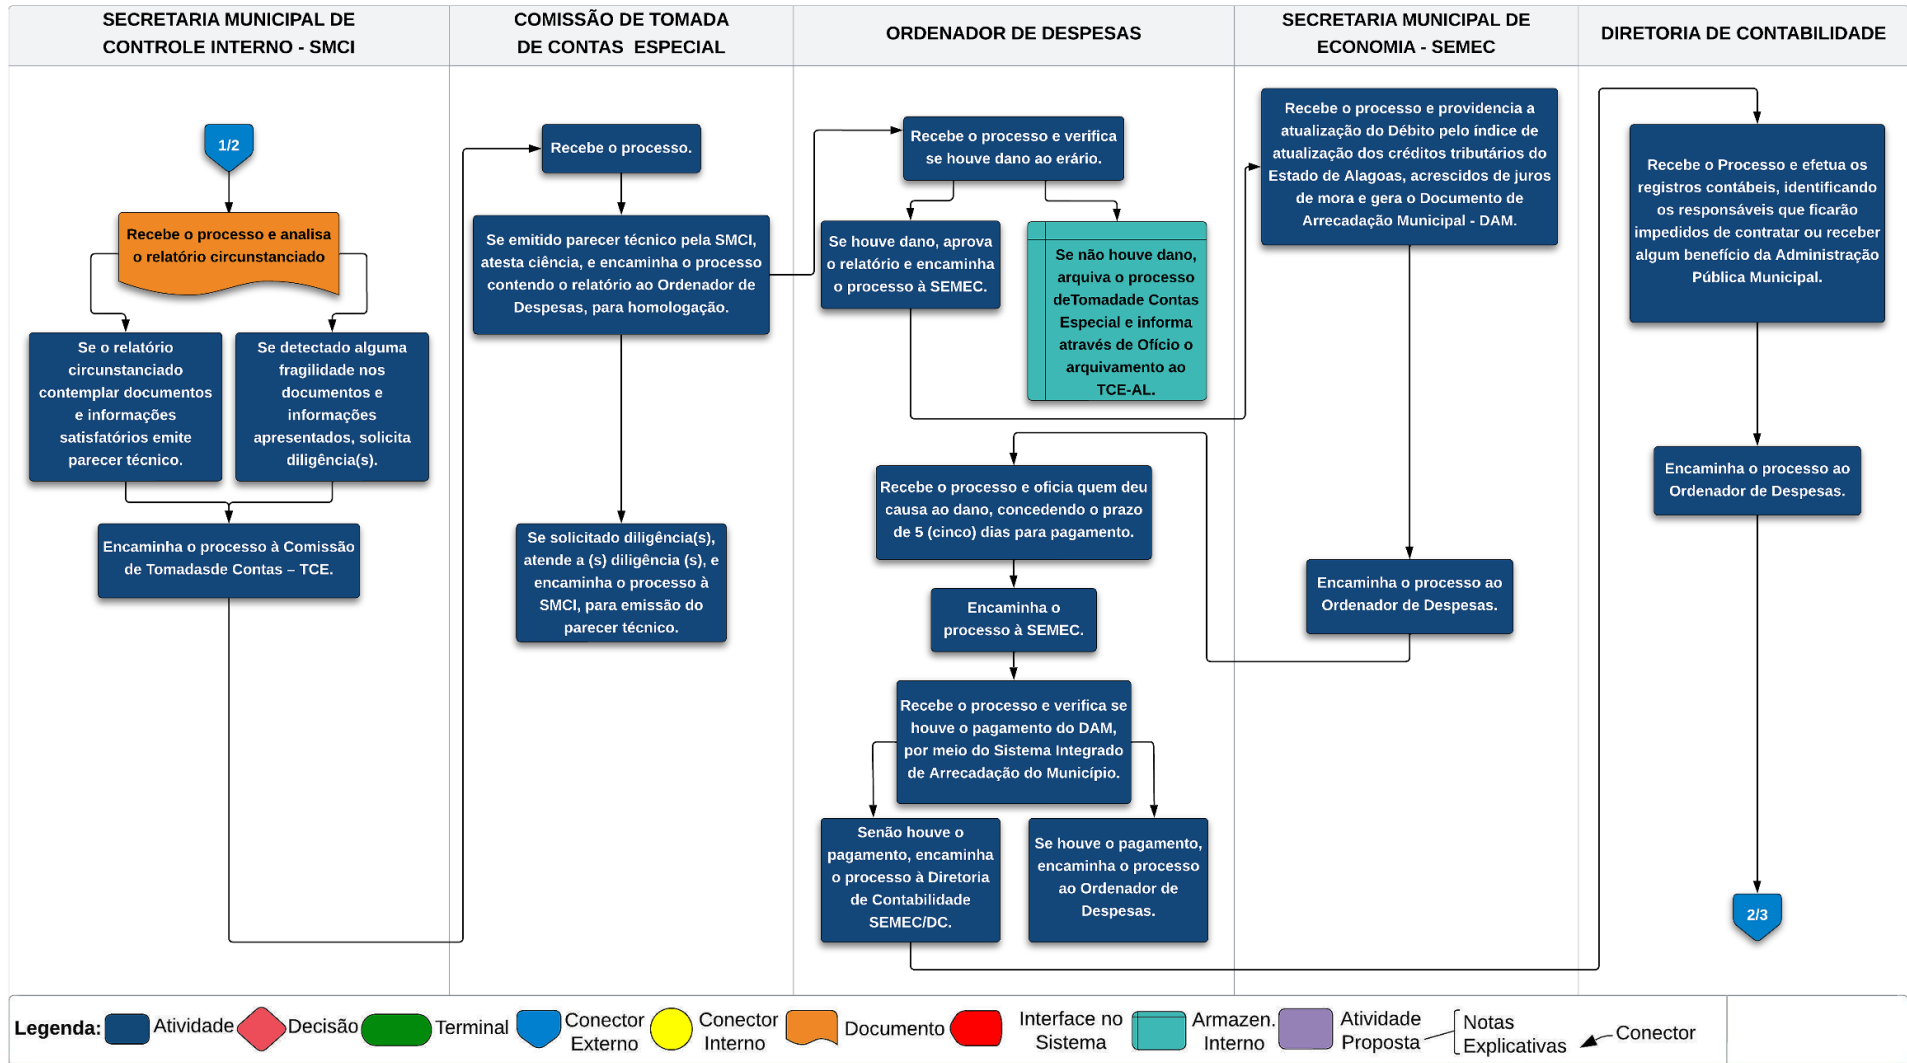 SECRETARIA MUNICIPAL DE
CONTROLE INTERNO - SMCI
COMISSÃO DE TOMADA
DE CONTAS ESPECIAL
ORDENADOR DE DESPESAS
SECRETARIA MUNICIPAL DE
ECONOMIA - SEMEC
DIRETORIA DE CONTABILIDADE
1/2
Recebe o processo e analisa
o relatório circunstanciado
Se o relatório
circunstanciado
contemplar documentos
e informações
satisfatórios emite
parecer técnico.
Se detectado alguma
fragilidade nos
documentos e
informações
apresentados, solicita
diligência(s).
Encaminha o processo à Comissão
de Tomadasde Contas – TCE.
Recebe o processo.
Se emitido parecer técnico pela SMCI,
atesta ciência, e encaminha o processo
contendo o relatório ao Ordenador de
Despesas, para homologação.
Se solicitado diligência(s),
atende a (s) diligência (s), e
encaminha o processo à
SMCI, para emissão do
parecer técnico.
Recebe o processo e verifica
se houve dano ao erário.
Se houve dano, aprova
o relatório e encaminha
o processo à SEMEC.
Se não houve dano,
arquiva o processo
deTomadade Contas
Especial e informa
através de Ofício o
arquivamento ao
TCE-AL.
Recebe o processo e oficia quem deu
causa ao dano, concedendo o prazo
de 5 (cinco) dias para pagamento.
Encaminha o
processo à SEMEC.
Recebe o processo e verifica se
houve o pagamento do DAM,
por meio do Sistema Integrado
de Arrecadação do Município.
Senão houve o
pagamento, encaminha
o processo à Diretoria
de Contabilidade
SEMEC/DC.
Se houve o pagamento,
encaminha o processo
ao Ordenador de
Despesas.
Recebe o processo e providencia a
atualização do Débito pelo índice de
atualização dos créditos tributários do
Estado de Alagoas, acrescidos de juros
de mora e gera o Documento de
Arrecadação Municipal - DAM.
Encaminha o processo ao
Ordenador de Despesas.
Recebe o Processo e efetua os
registros contábeis, identificando
os responsáveis que ficarão
impedidos de contratar ou receber
algum benefício da Administração
Pública Municipal.
Encaminha o processo ao
Ordenador de Despesas.
2/3
Legenda:
Atividade
Decisão
Terminal
Conector
Externo
Conector
Interno
Documento
Interface no
Sistema
Armazen.
Interno
Atividade
Proposta
Notas
Explicativas
Conector